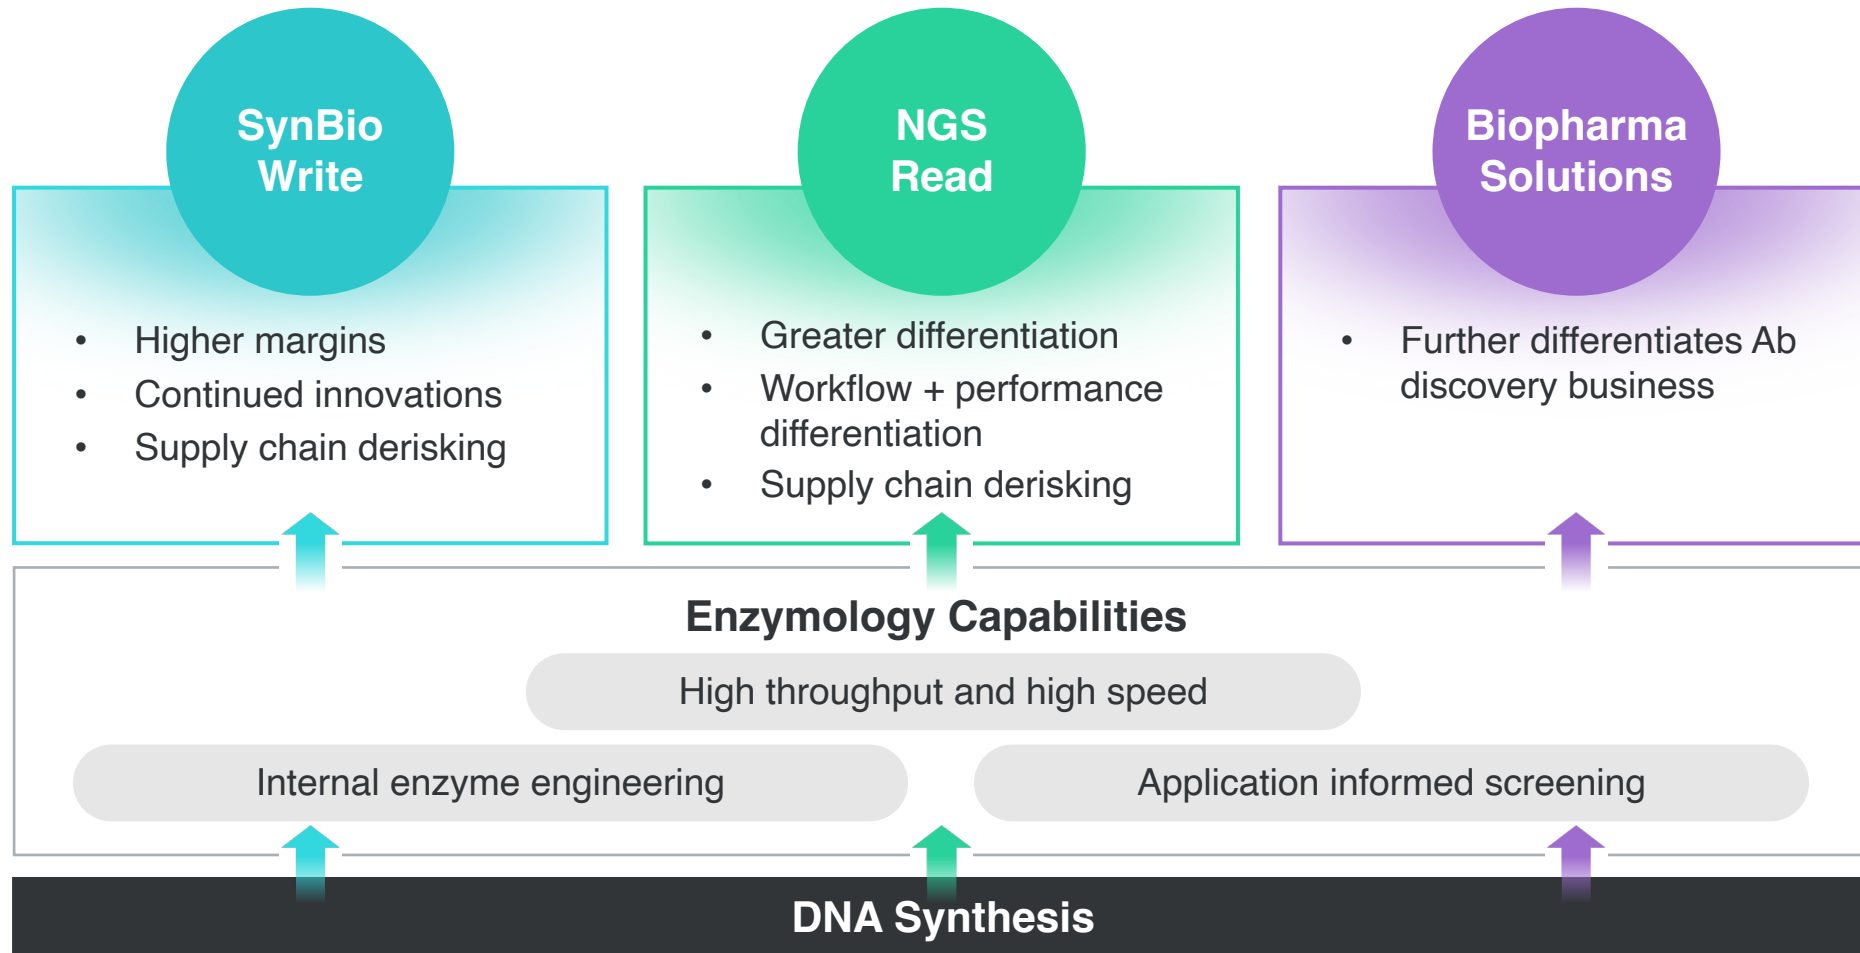 SynBio
Write
• Higher margins
• Continued innovations
• Supply chain derisking
NGS
Read
• Greater differentiation
• Workflow + performance
differentiation
• Supply chain derisking
Biopharma
Solutions
• Further differentiates Ab
discovery business
Enzymology Capabilities
High throughput and high speed
Internal enzyme engineering
Application informed screening
DNA Synthesis